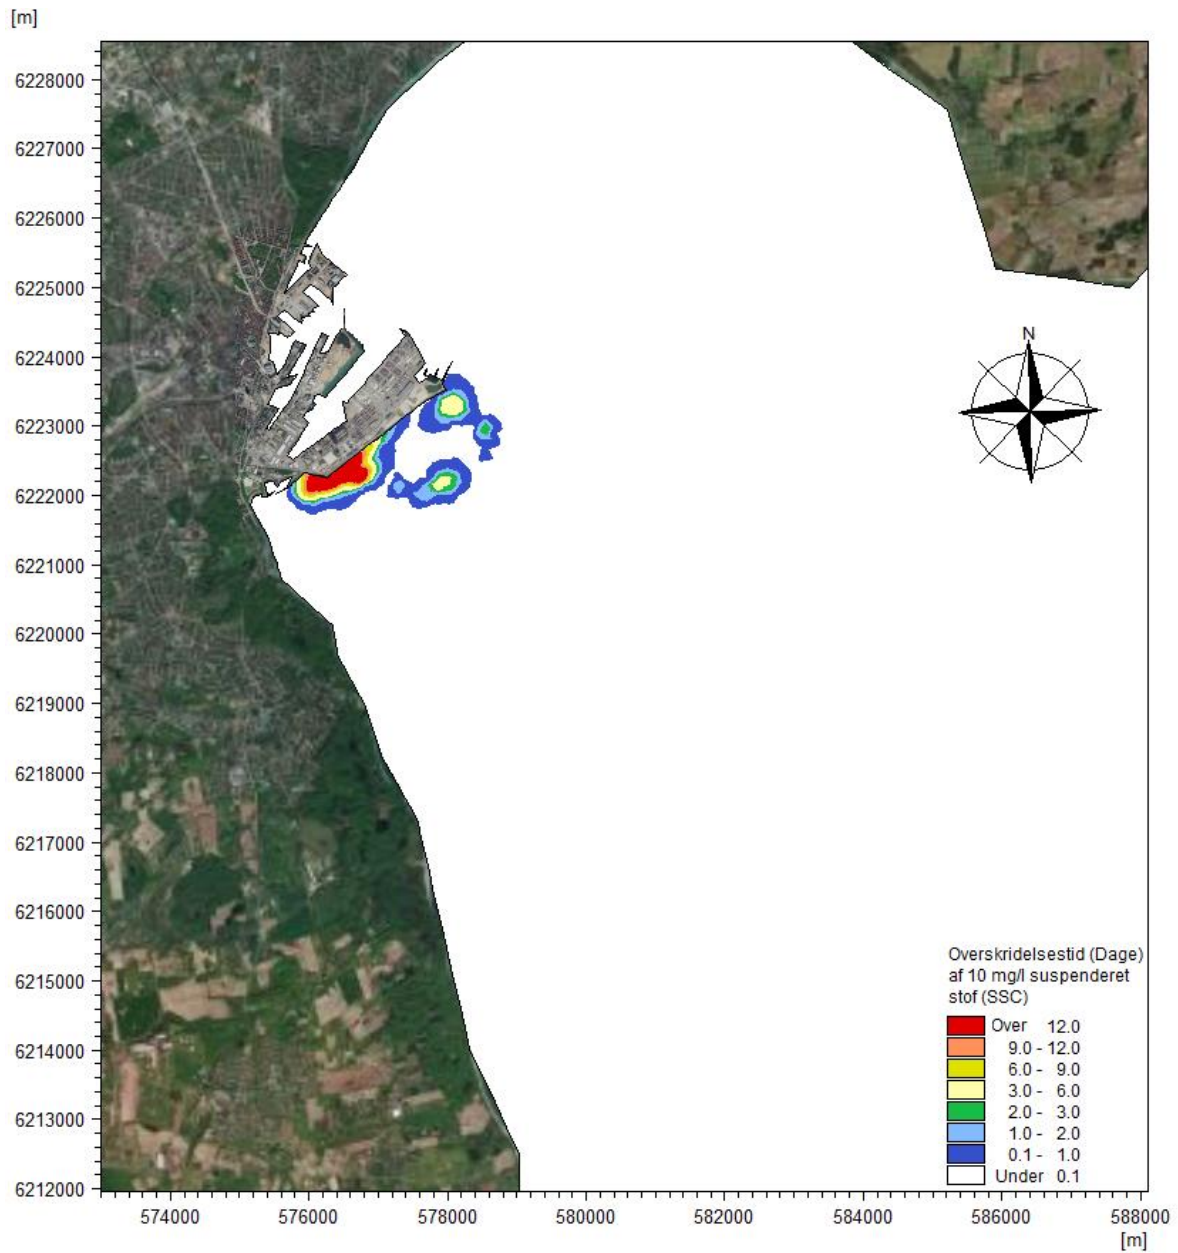 [m]
6228000
6227000
6226000
6225000
6224000
6223000
6222000
6221000
6220000
6219000
6218000
6217000
6216000
6215000
6214000
6213000
6212000
N
Overskridelsestid (Dage)
af 10 mg/l suspenderet
stof (SSC)
Over 12.0
9.0 - 12.0
6.0 - 9.0
3.0 - 6.0
2.0 - 3.0
1.0 - 2.0
0.1 - 1.0
Under 0.1
574000 576000 578000 580000 582000 584000 586000 588000
[m]